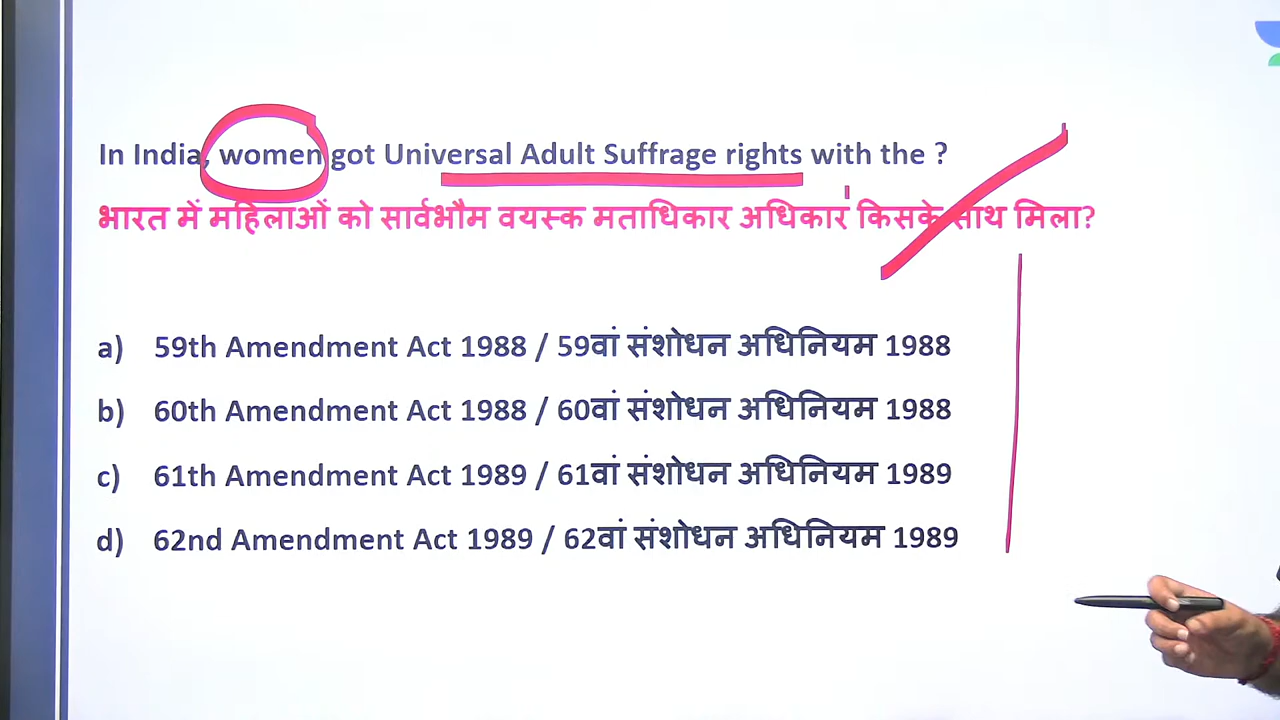 In India, women got Universal Adult Suffrage rights with the ?
भारत में महिलाओं को सार्वभौम वयस्क मताधिकार अधिकार किसके साथ मिला?
a) 59th Amendment Act 1988 / 59वां संशोधन अधिनियम 1988
b) 60th Amendment Act 1988 / 60वां संशोधन अधिनियम 1988
c) 61th Amendment Act 1989 / 61वां संशोधन अधिनियम 1989
d) 62nd Amendment Act 1989 / 62वां संशोधन अधिनियम 1989